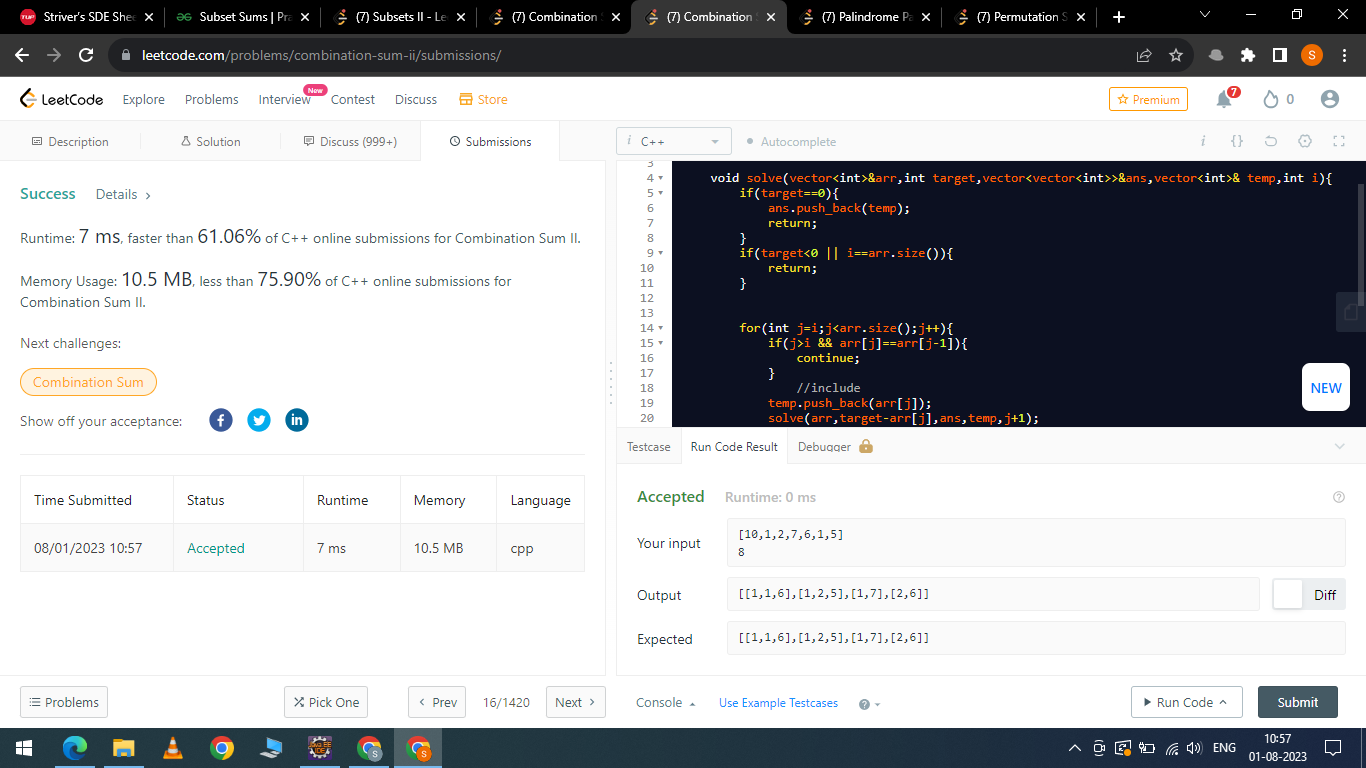 Striver's SDE Shee
Subset Sums | Pra
(7) Subsets II - Le
(7) Combination
(7) Combination
(7) Palindrome Pa
(7) Permutation S
leetcode.com/problems/combination-sum-ii/submissions/
S
LeetCode
Explore
Problems
Interview
New
Contest
Discuss
Store
Premium
7
0
Description
Solution
Discuss (999+)
Submissions
i C++
Autocomplete
i {}
Success
Details >
Runtime: 7 ms, faster than 61.06% of C++ online submissions for Combination Sum II.
Memory Usage: 10.5 MB, less than 75.90% of C++ online submissions for
Combination Sum II.
Next challenges:
Combination Sum
Show off your acceptance:
Time Submitted Status Runtime Memory Language
08/01/2023 10:57 Accepted 7 ms 10.5 MB cpp
3
4 void solve(vector<int>&arr,int target,vector<vector<int>>&ans,vector<int>& temp,int i){
5 if(target==0){
6 ans.push_back(temp);
7 return;
8 }
9 if(target<0 || i==arr.size()){
10 return;
11 }
12
13
14 for(int j=i;j<arr.size();j++){
15 if(j>i && arr[j]==arr[j-1]){
16 continue;
17 }
18 //include
19 temp.push_back(arr[j]);
20 solve(arr,target-arr[j],ans,temp,j+1);
NEW
Testcase
Run Code Result
Debugger
Accepted
Runtime: 0 ms
Your input
[10,1,2,7,6,1,5]
8
Output
[[1,1,6],[1,2,5],[1,7],[2,6]]
Diff
Expected
[[1,1,6],[1,2,5],[1,7],[2,6]]
Problems
Pick One
< Prev
16/1420
Next >
Console
Use Example Testcases
Run Code
Submit
ENG
10:57
01-08-2023